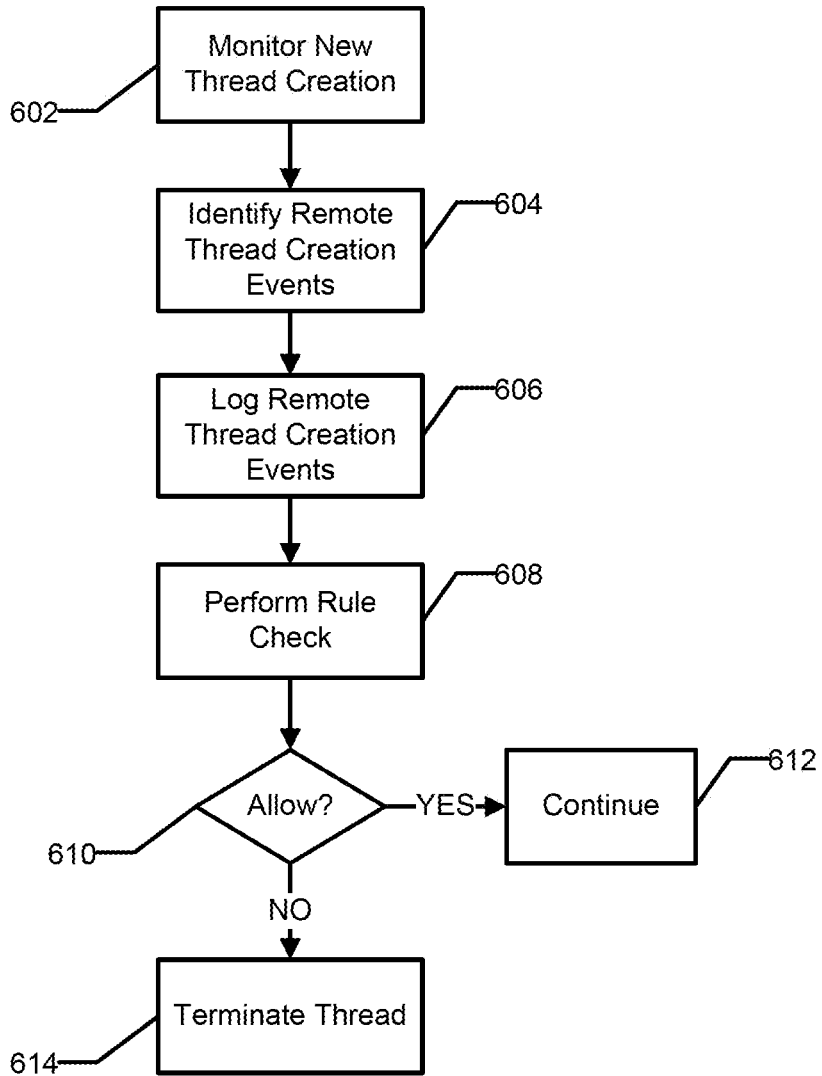 Monitor New
Thread Creation
602
Identify Remote
Thread Creation
Events
604
Log Remote
Thread Creation
Events
606
Perform Rule
Check
608
Allow?
YES
Continue
612
610
NO
Terminate Thread
614